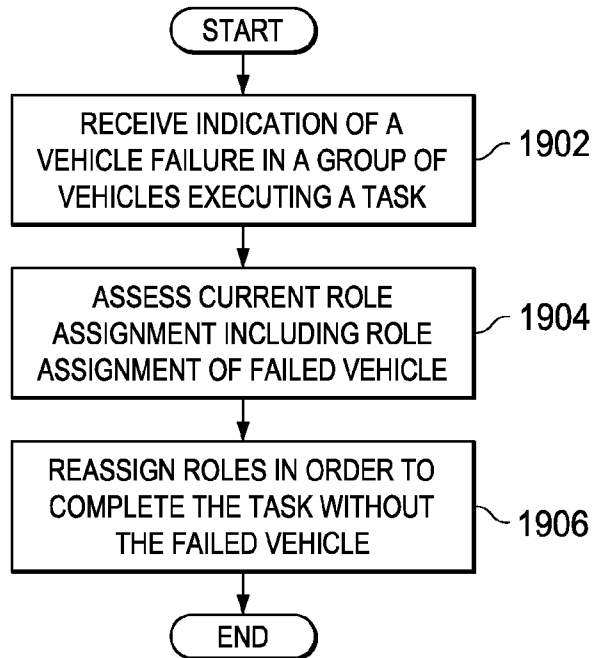 START
RECEIVE INDICATION OF A
VEHICLE FAILURE IN A GROUP OF
VEHICLES EXECUTING A TASK
1902
ASSESS CURRENT ROLE
ASSIGNMENT INCLUDING ROLE
ASSIGNMENT OF FAILED VEHICLE
1904
REASSIGN ROLES IN ORDER TO
COMPLETE THE TASK WITHOUT
THE FAILED VEHICLE
1906
END